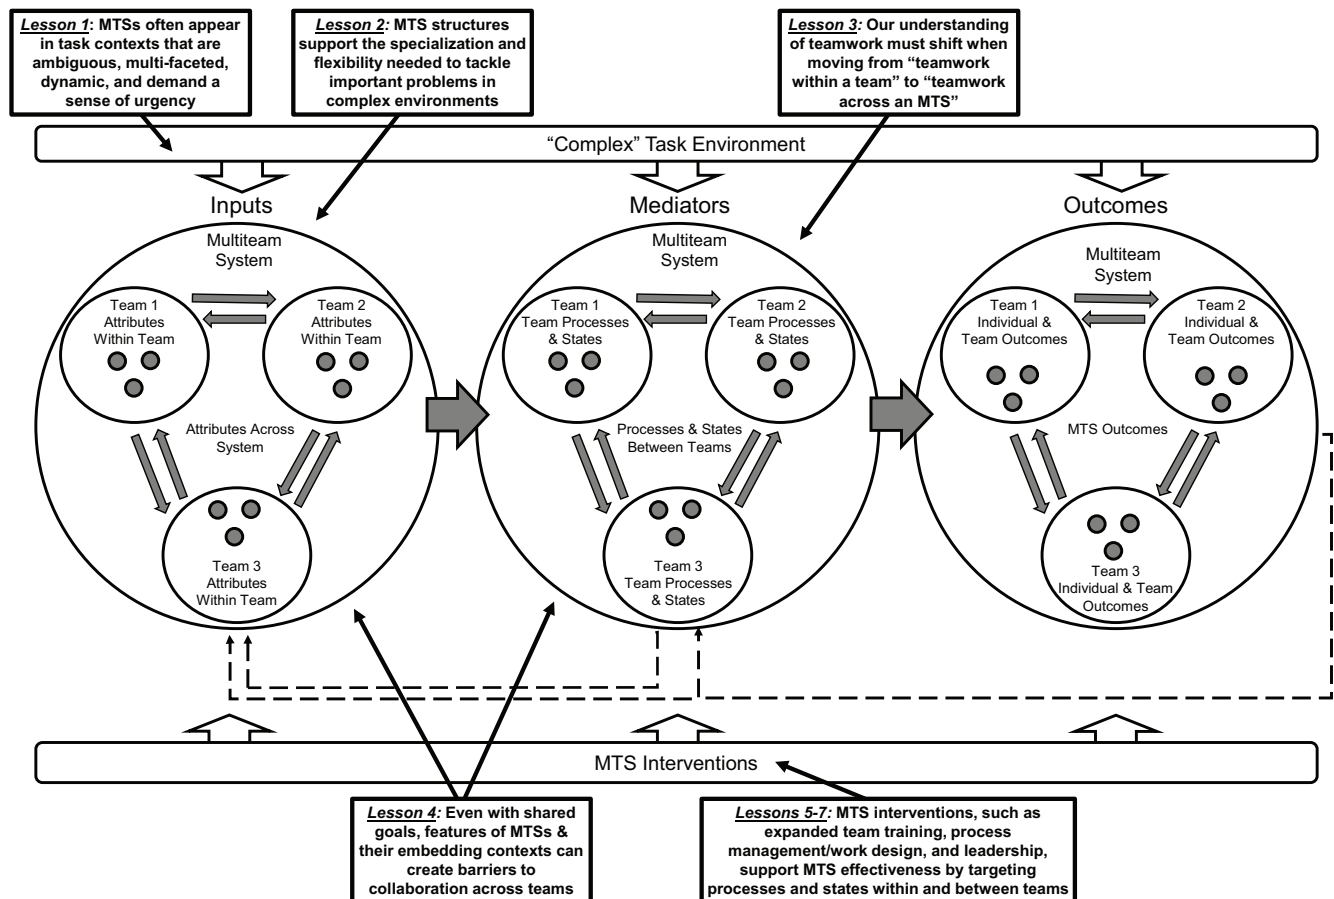 Lesson 1: MTSs often appear
in task contexts that are
ambiguous, multi-faceted,
dynamic, and demand a
sense of urgency
Lesson 2: MTS structures
support the specialization and
flexibility needed to tackle
important problems in
complex environments
Lesson 3: Our understanding
of teamwork must shift when
moving from “teamwork
within a team” to “teamwork
across an MTS”
“Complex” Task Environment
Inputs
Multiteam
System
Team 1
Attributes
Within Team
Team 2
Attributes
Within Team
Attributes Across
System
Team 3
Attributes
Within Team
Mediators
Multiteam
System
Team 1
Team Processes
& States
Team 2
Team Processes
& States
Processes & States
Between Teams
Team 3
Team Processes
& States
Outcomes
Multiteam
System
Team 1
Individual &
Team Outcomes
Team 2
Individual &
Team Outcomes
MTS Outcomes
Team 3
Individual & Team
Outcomes
MTS Interventions
Lesson 4: Even with shared
goals, features of MTSs &
their embedding contexts can
create barriers to
collaboration across teams
Lessons 5-7: MTS interventions, such as
expanded team training, process
management/work design, and leadership,
support MTS effectiveness by targeting
processes and states within and between teams